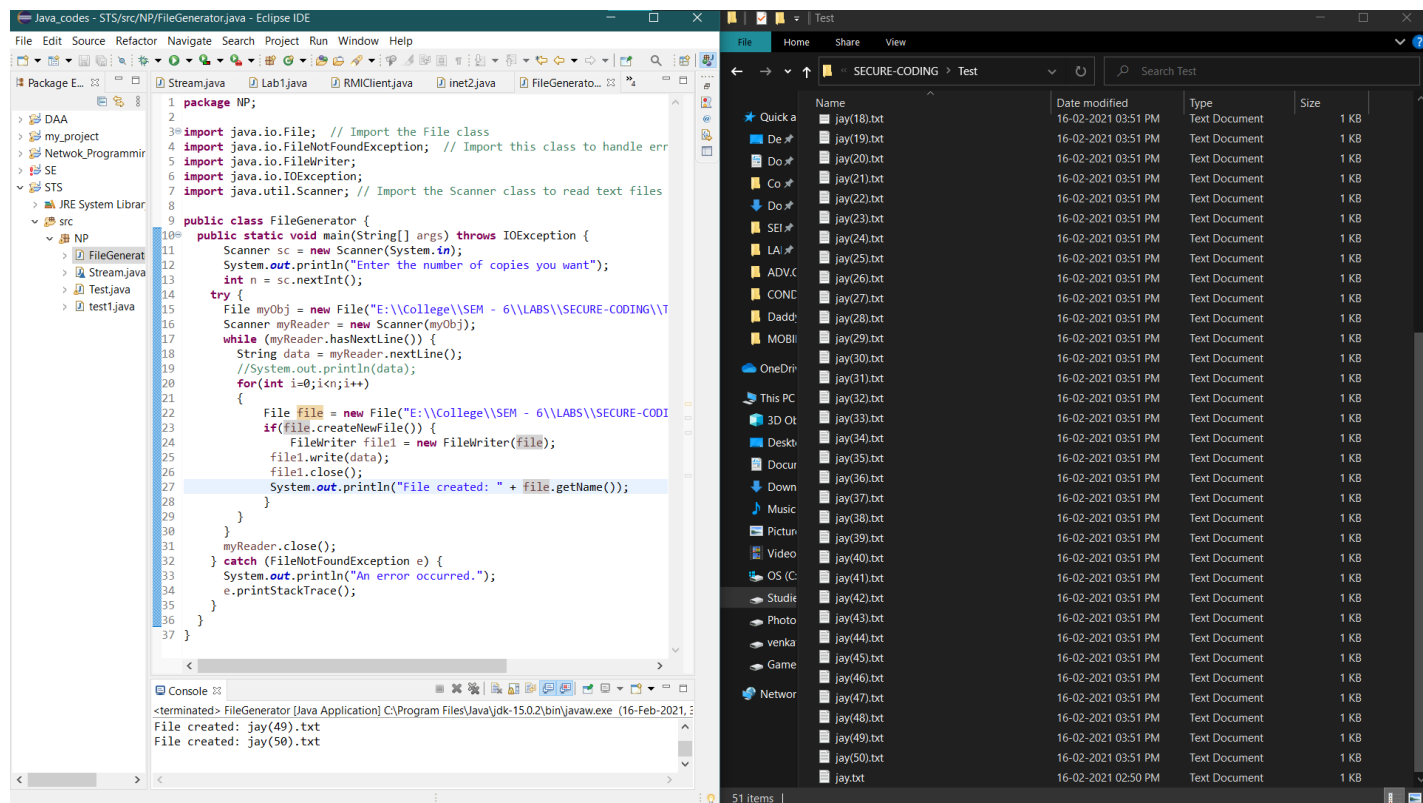 Java_codes - STS/src/NP/FileGenerator.java - Eclipse IDE
File Edit Source Refactor Navigate Search Project Run Window Help
Package E...
DAA
my_project
Netwok_Programmin
SE
STS
JRE System Librar
src
NP
FileGenerat
Stream.java
Test.java
test1.java
Stream.java Lab1.java RMIClient.java inet2.java FileGenerato... 4
1 package NP;
2
3 import java.io.File;  // Import the File class
4 import java.io.FileNotFoundException;  // Import this class to handle err
5 import java.io.FileWriter;
6 import java.io.IOException;
7 import java.util.Scanner; // Import the Scanner class to read text files
8
9 public class FileGenerator {
10 public static void main(String[] args) throws IOException {
11 Scanner sc = new Scanner(System.in);
12 System.out.println("Enter the number of copies you want");
13 int n = sc.nextInt();
14 try {
15 File myObj = new File("E:\\College\\SEM - 6\\LABS\\SECURE-CODING\\T
16 Scanner myReader = new Scanner(myObj);
17 while (myReader.hasNextLine()) {
18 String data = myReader.nextLine();
19 //System.out.println(data);
20 for(int i=0;i<n;i++)
21 {
22 File file = new File("E:\\College\\SEM - 6\\LABS\\SECURE-CODI
23 if(file.createNewFile()) {
24 FileWriter file1 = new FileWriter(file);
25 file1.write(data);
26 file1.close();
27 System.out.println("File created: " + file.getName());
28 }
29 }
30 }
31 myReader.close();
32 } catch (FileNotFoundException e) {
33 System.out.println("An error occurred.");
34 e.printStackTrace();
35 }
36 }
37 }
Console
<terminated> FileGenerator [Java Application] C:\Program Files\Java\jdk-15.0.2\bin\javaw.exe (16-Feb-2021, 3
File created: jay(49).txt
File created: jay(50).txt
Test
File Home Share View
SECURE-CODING > Test
Search Test
Quick a
De
Do
Co
Do
SEI
LAI
ADV.C
COND
Daddy
MOBII
OneDriv
This PC
3D Ob
Deskto
Docur
Down
Music
Picture
Video
OS (C:
Studie
Photo
venka
Game
Networ
Name Date modified Type Size
jay(18).txt 16-02-2021 03:51 PM Text Document 1 KB
jay(19).txt 16-02-2021 03:51 PM Text Document 1 KB
jay(20).txt 16-02-2021 03:51 PM Text Document 1 KB
jay(21).txt 16-02-2021 03:51 PM Text Document 1 KB
jay(22).txt 16-02-2021 03:51 PM Text Document 1 KB
jay(23).txt 16-02-2021 03:51 PM Text Document 1 KB
jay(24).txt 16-02-2021 03:51 PM Text Document 1 KB
jay(25).txt 16-02-2021 03:51 PM Text Document 1 KB
jay(26).txt 16-02-2021 03:51 PM Text Document 1 KB
jay(27).txt 16-02-2021 03:51 PM Text Document 1 KB
jay(28).txt 16-02-2021 03:51 PM Text Document 1 KB
jay(29).txt 16-02-2021 03:51 PM Text Document 1 KB
jay(30).txt 16-02-2021 03:51 PM Text Document 1 KB
jay(31).txt 16-02-2021 03:51 PM Text Document 1 KB
jay(32).txt 16-02-2021 03:51 PM Text Document 1 KB
jay(33).txt 16-02-2021 03:51 PM Text Document 1 KB
jay(34).txt 16-02-2021 03:51 PM Text Document 1 KB
jay(35).txt 16-02-2021 03:51 PM Text Document 1 KB
jay(36).txt 16-02-2021 03:51 PM Text Document 1 KB
jay(37).txt 16-02-2021 03:51 PM Text Document 1 KB
jay(38).txt 16-02-2021 03:51 PM Text Document 1 KB
jay(39).txt 16-02-2021 03:51 PM Text Document 1 KB
jay(40).txt 16-02-2021 03:51 PM Text Document 1 KB
jay(41).txt 16-02-2021 03:51 PM Text Document 1 KB
jay(42).txt 16-02-2021 03:51 PM Text Document 1 KB
jay(43).txt 16-02-2021 03:51 PM Text Document 1 KB
jay(44).txt 16-02-2021 03:51 PM Text Document 1 KB
jay(45).txt 16-02-2021 03:51 PM Text Document 1 KB
jay(46).txt 16-02-2021 03:51 PM Text Document 1 KB
jay(47).txt 16-02-2021 03:51 PM Text Document 1 KB
jay(48).txt 16-02-2021 03:51 PM Text Document 1 KB
jay(49).txt 16-02-2021 03:51 PM Text Document 1 KB
jay(50).txt 16-02-2021 03:51 PM Text Document 1 KB
jay.txt 16-02-2021 02:50 PM Text Document 1 KB
51 items